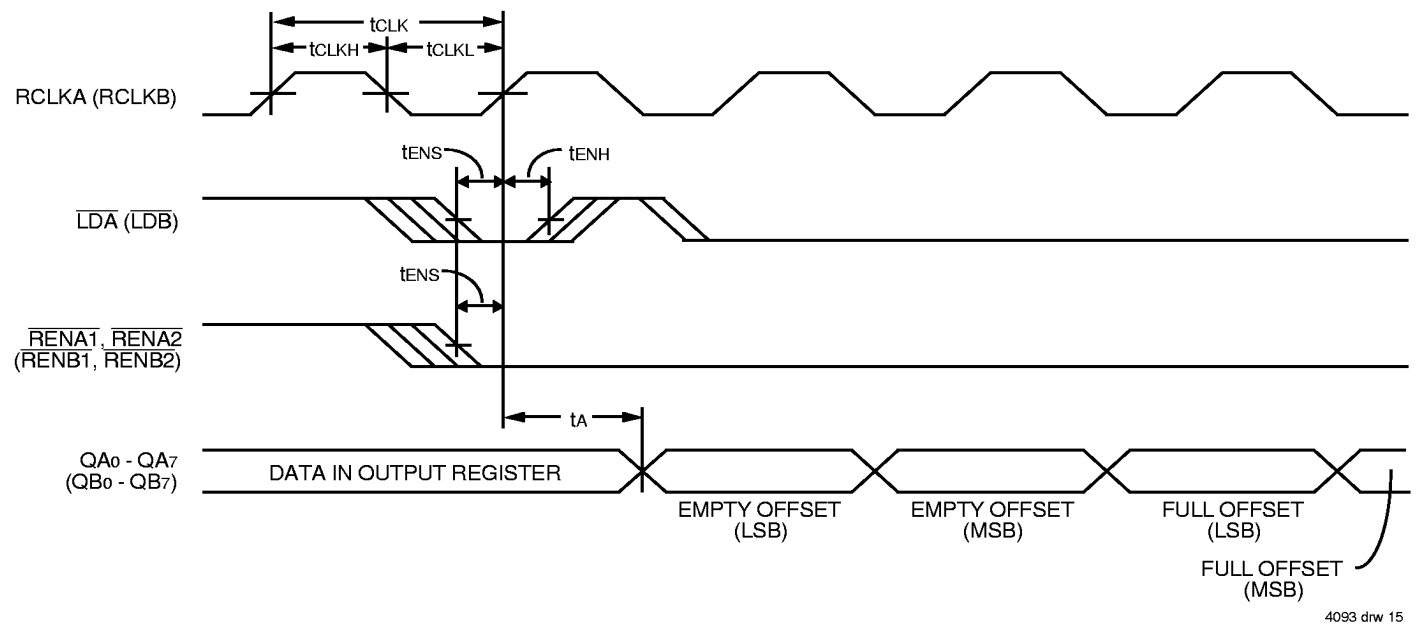 tCLK
tCLKH
tCLKL
RCLKA (RCLKB)
tENS
tENH
LDA (LDB)
tENS
RENA1, RENA2
(RENB1, RENB2)
tA
QA0 - QA7
(QB0 - QB7)
DATA IN OUTPUT REGISTER
EMPTY OFFSET
(LSB)
EMPTY OFFSET
(MSB)
FULL OFFSET
(LSB)
FULL OFFSET
(MSB)
4093 drw 15